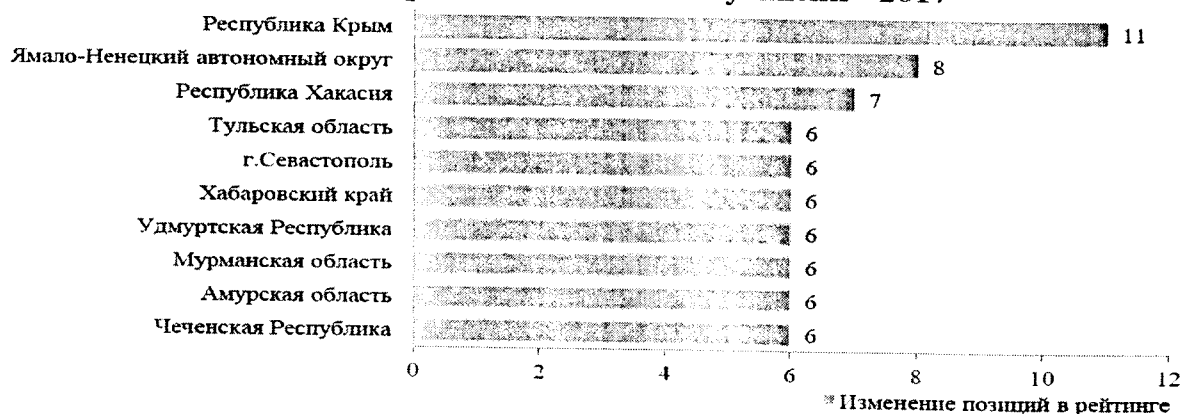 2017
Республика Крым 11
Ямало-Ненецкий автономный округ 8
Республика Хакасия 7
Тульская область 6
г.Севастополь 6
Хабаровский край 6
Удмуртская Республика 6
Мурманская область 6
Амурская область 6
Чеченская Республика 6
0 2 4 6 8 10 12
Изменение позиций в рейтинге